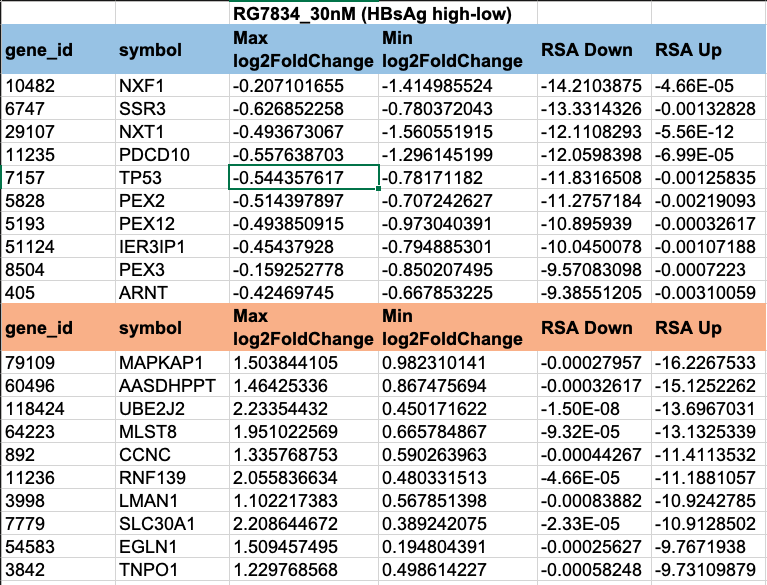 RG7834_30nM (HBsAg high-low)
gene_id symbol Max log2FoldChange Min log2FoldChange RSA Down RSA Up
10482 NXF1 -0.207101655 -1.414985524 -14.2103875 -4.66E-05
6747 SSR3 -0.626852258 -0.780372043 -13.3314326 -0.00132828
29107 NXT1 -0.493673067 -1.560551915 -12.1108293 -5.56E-12
11235 PDCD10 -0.557638703 -1.296145199 -12.0598398 -6.99E-05
7157 TP53 -0.544357617 -0.78171182 -11.8316508 -0.00125835
5828 PEX2 -0.514397897 -0.707242627 -11.2757184 -0.00219093
5193 PEX12 -0.493850915 -0.973040391 -10.895939 -0.00032617
51124 IER3IP1 -0.45437928 -0.794885301 -10.0450078 -0.00107188
8504 PEX3 -0.159252778 -0.850207495 -9.57083098 -0.0007223
405 ARNT -0.42469745 -0.667853225 -9.38551205 -0.00310059
gene_id symbol Max log2FoldChange Min log2FoldChange RSA Down RSA Up
79109 MAPKAP1 1.503844105 0.982310141 -0.00027957 -16.2267533
60496 AASDHPPT 1.46425336 0.867475694 -0.00032617 -15.1252262
118424 UBE2J2 2.23354432 0.450171622 -1.50E-08 -13.6967031
64223 MLST8 1.951022569 0.665784867 -9.32E-05 -13.1325339
892 CCNC 1.335768753 0.590263963 -0.00044267 -11.4113532
11236 RNF139 2.055836634 0.480331513 -4.66E-05 -11.1881057
3998 LMAN1 1.102217383 0.567851398 -0.00083882 -10.9242785
7779 SLC30A1 2.208644672 0.389242075 -2.33E-05 -10.9128502
54583 EGLN1 1.509457495 0.194804391 -0.00025627 -9.7671938
3842 TNPO1 1.229768568 0.498614227 -0.00058248 -9.73109879